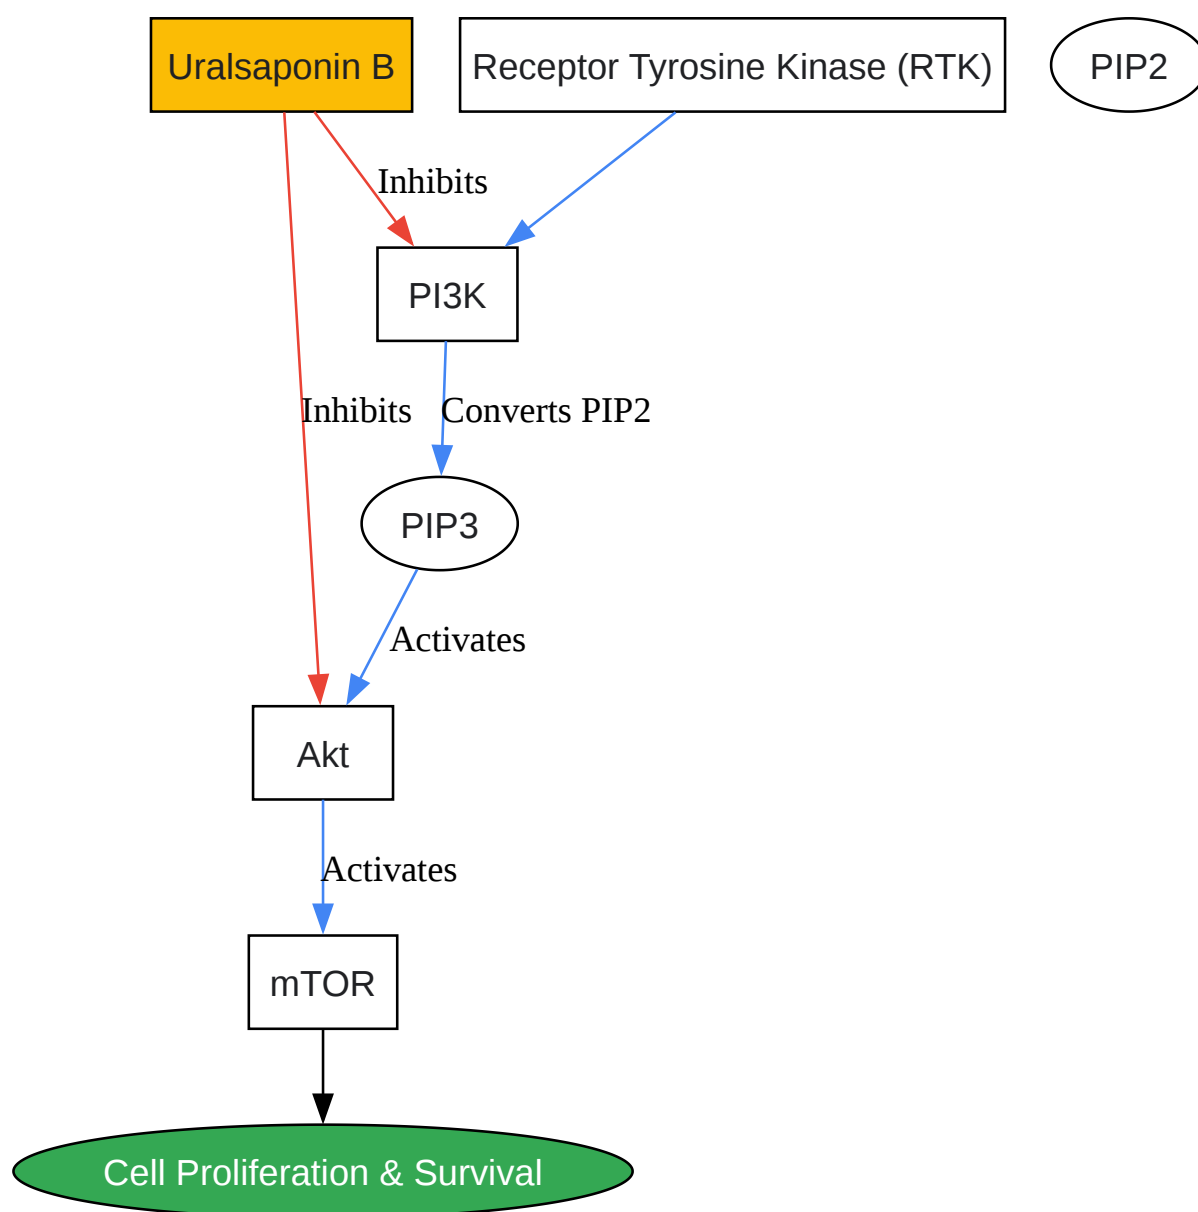 Uralsaponin B
Receptor Tyrosine Kinase (RTK)
PIP2
Inhibits
PI3K
Inhibits
Converts PIP2
PIP3
Activates
Akt
Activates
mTOR
Cell Proliferation & Survival